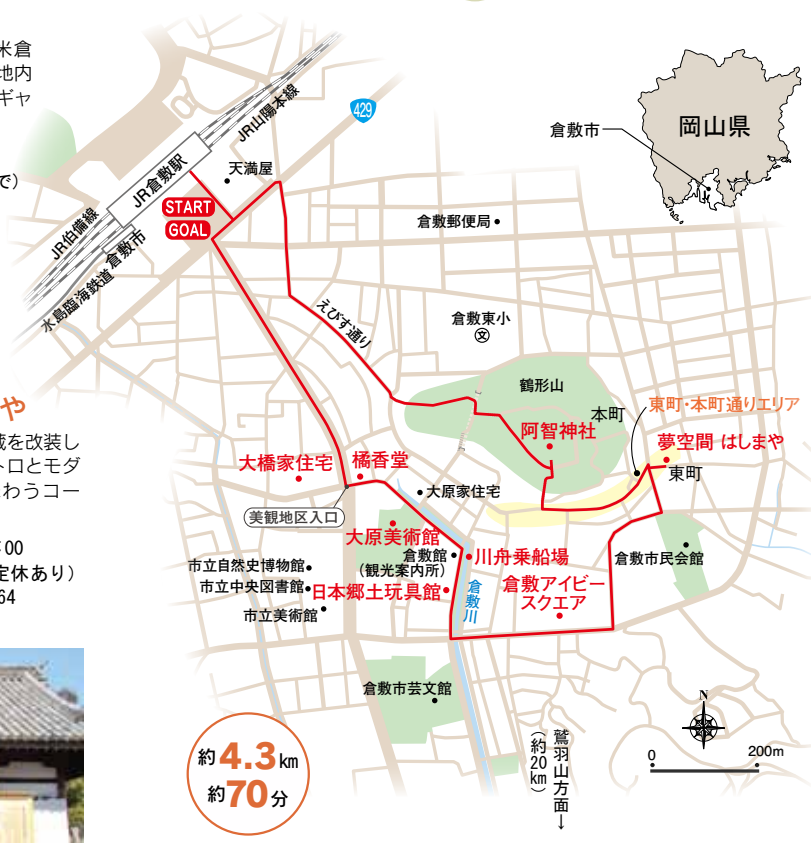 米倉
地内
ギャ
で)
や
蔵を改装し
トロとモダ
わうコー
:00
定休あり)
64
岡山県
倉敷市
429
JR山陽本線
JR倉敷駅
天満屋
START
GOAL
JR伯備線
倉敷市
水島臨海鉄道
倉敷郵便局
えびす通り
倉敷東小
文
鶴形山
本町
東町・本町通りエリア
阿智神社
夢空間 はしまや
東町
大橋家住宅
橘香堂
大原家住宅
美観地区入口
大原美術館
倉敷館
(観光案内所)
川舟乗船場
倉敷市民会館
市立自然史博物館
市立中央図書館
日本郷土玩具館
倉敷川
倉敷アイビー
スクエア
市立美術館
倉敷市芸文館
約4.3km
約70分
鷲羽山方面→
(約20km)
N
0 200m